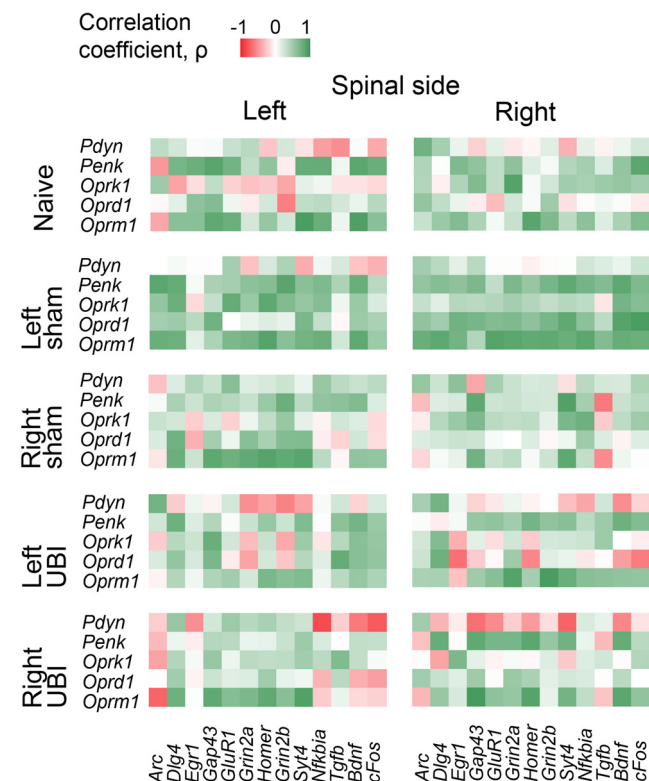 Correlation
coefficient, ρ
-1 0 1
Spinal side
Left Right
Naive
Pdyn
Penk
Oprk1
Oprd1
Oprm1
Left
sham
Pdyn
Penk
Oprk1
Oprd1
Oprm1
Right
sham
Pdyn
Penk
Oprk1
Oprd1
Oprm1
Left
UBI
Pdyn
Penk
Oprk1
Oprd1
Oprm1
Right
UBI
Pdyn
Penk
Oprk1
Oprd1
Oprm1
Arc
Dlg4
Egr1
Gap43
GluR1
Grin2a
Homer
Grin2b
Syt4
Nfkbia
Tgfb
Bdnf
cFos
Arc
Dlg4
Egr1
Gap43
GluR1
Grin2a
Homer
Grin2b
Syt4
Nfkbia
Tgfb
Bdnf
cFos